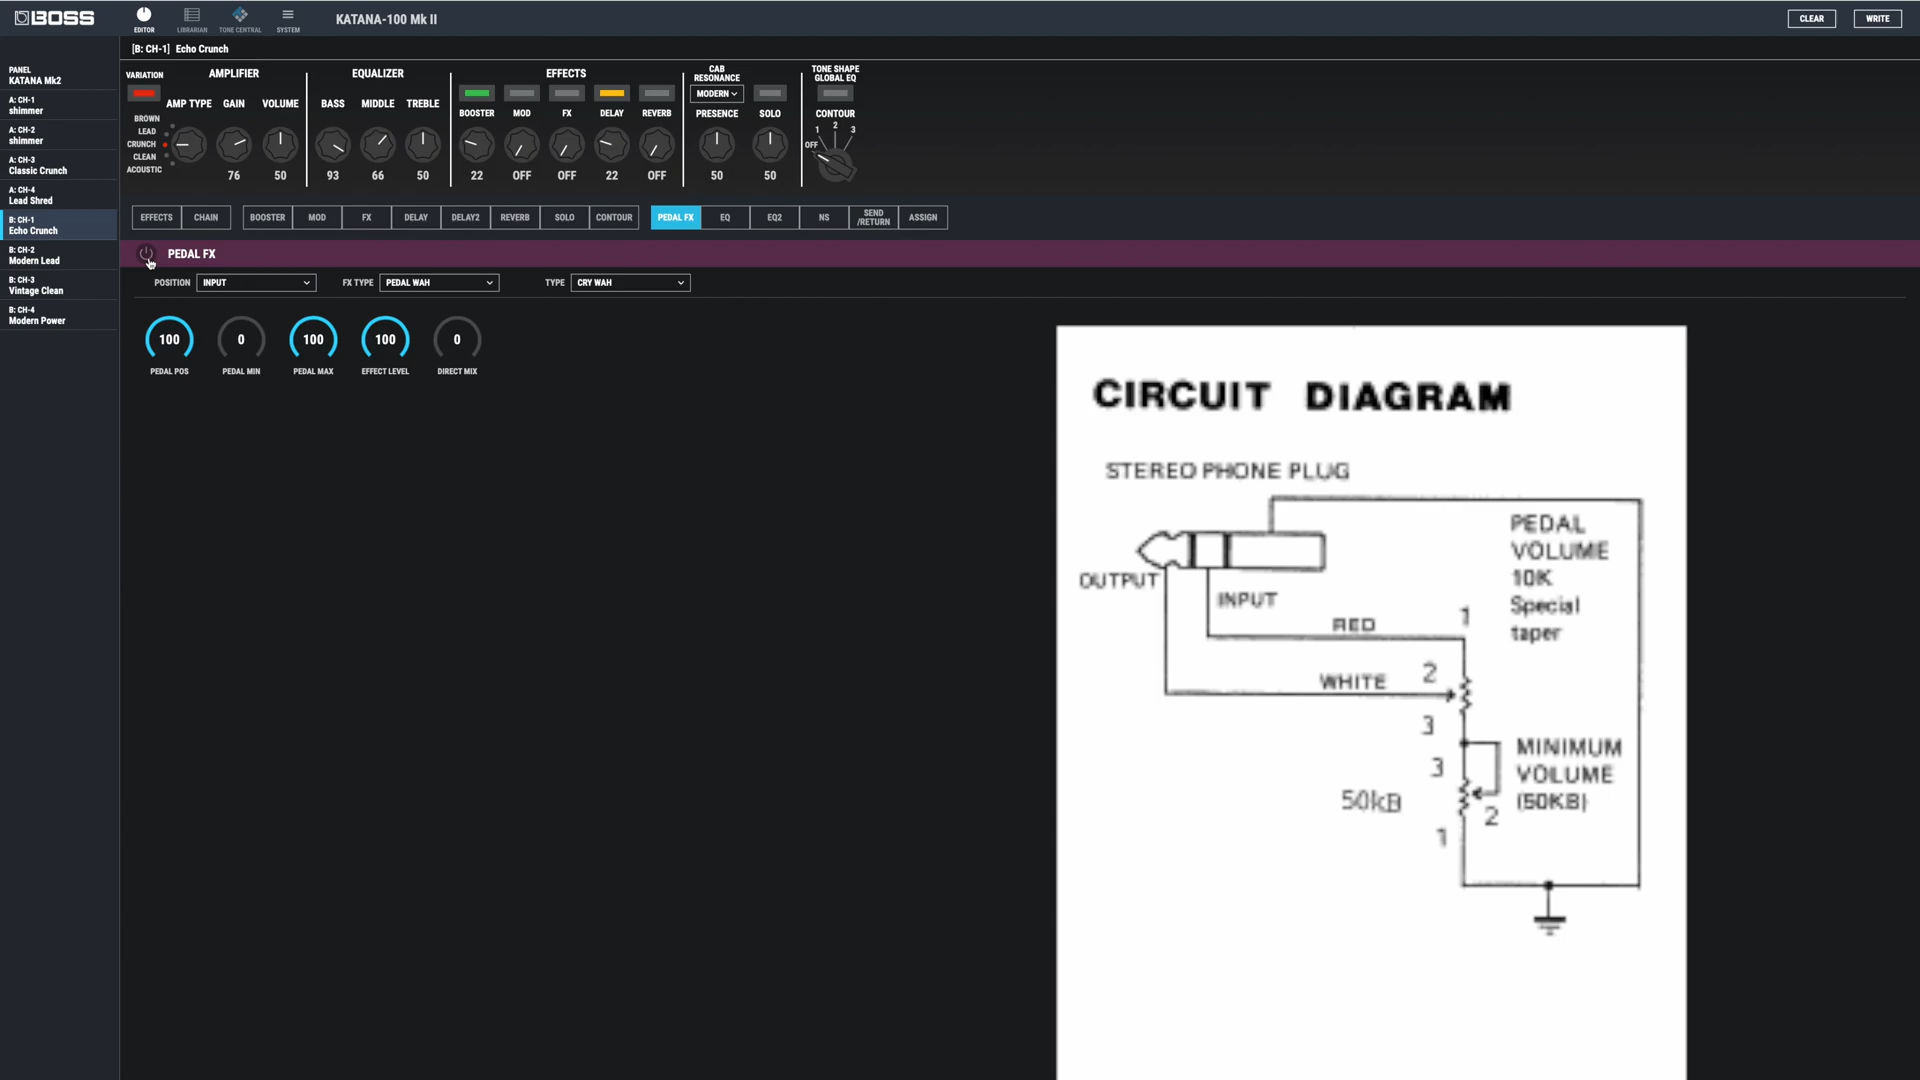 BOSS
EDITOR
LIBRARIAN
TONE CENTRAL
SYSTEM
KATANA-100 Mk II
CLEAR
WRITE
PANEL
KATANA Mk2
A: CH-1
shimmer
A: CH-2
shimmer
A: CH-3
Classic Crunch
A: CH-4
Lead Shred
B: CH-1
Echo Crunch
B: CH-2
Modern Lead
B: CH-3
Vintage Clean
B: CH-4
Modern Power
[B: CH-1] Echo Crunch
VARIATION
AMPLIFIER
AMP TYPE GAIN VOLUME
BROWN
LEAD
CRUNCH
CLEAN
ACOUSTIC
76 50
EQUALIZER
BASS MIDDLE TREBLE
93 66 50
EFFECTS
BOOSTER MOD FX DELAY REVERB
22 OFF OFF 22 OFF
CAB
RESONANCE
MODERN
PRESENCE SOLO
50 50
TONE SHAPE
GLOBAL EQ
CONTOUR
OFF 1 2 3
EFFECTS CHAIN BOOSTER MOD FX DELAY DELAY2 REVERB SOLO CONTOUR PEDAL FX EQ EQ2 NS SEND /RETURN ASSIGN
PEDAL FX
POSITION INPUT FX TYPE PEDAL WAH TYPE CRY WAH
100 0 100 100 0
PEDAL POS PEDAL MIN PEDAL MAX EFFECT LEVEL DIRECT MIX
CIRCUIT DIAGRAM
STEREO PHONE PLUG
PEDAL
VOLUME
10K
Special
taper
OUTPUT
INPUT
RED
1
WHITE
2
3
3
MINIMUM
VOLUME
(50KB)
50kB
2
1